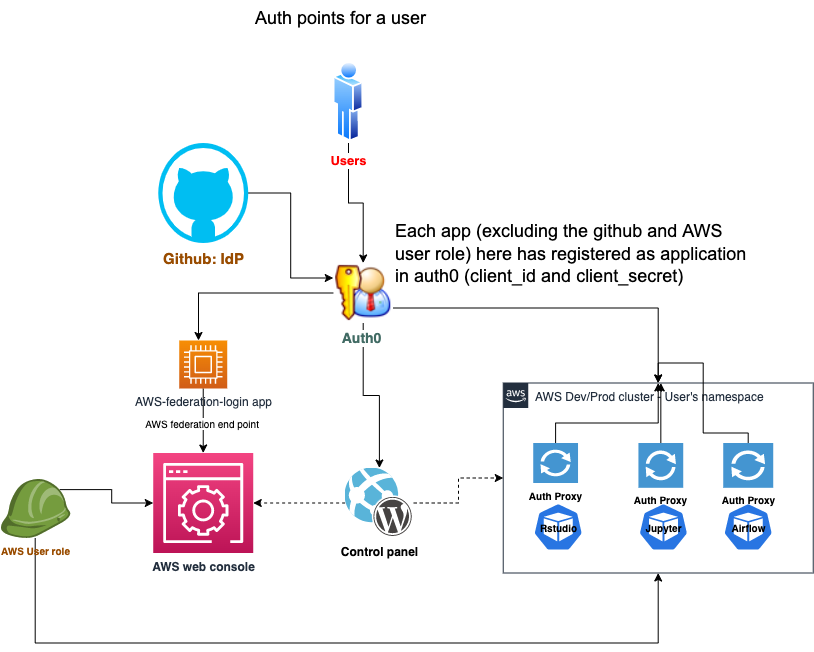 Auth points for a user
Users
Github: IdP
Each app (excluding the github and AWS
user role) here has registered as application
in auth0 (client_id and client_secret)
Auth0
AWS-federation-login app
AWS federation end point
aws
AWS Dev/Prod cluster - User's namespace
Auth Proxy
Auth Proxy
Auth Proxy
Rstudio
Jupyter
Airflow
AWS User role
Control panel
AWS web console